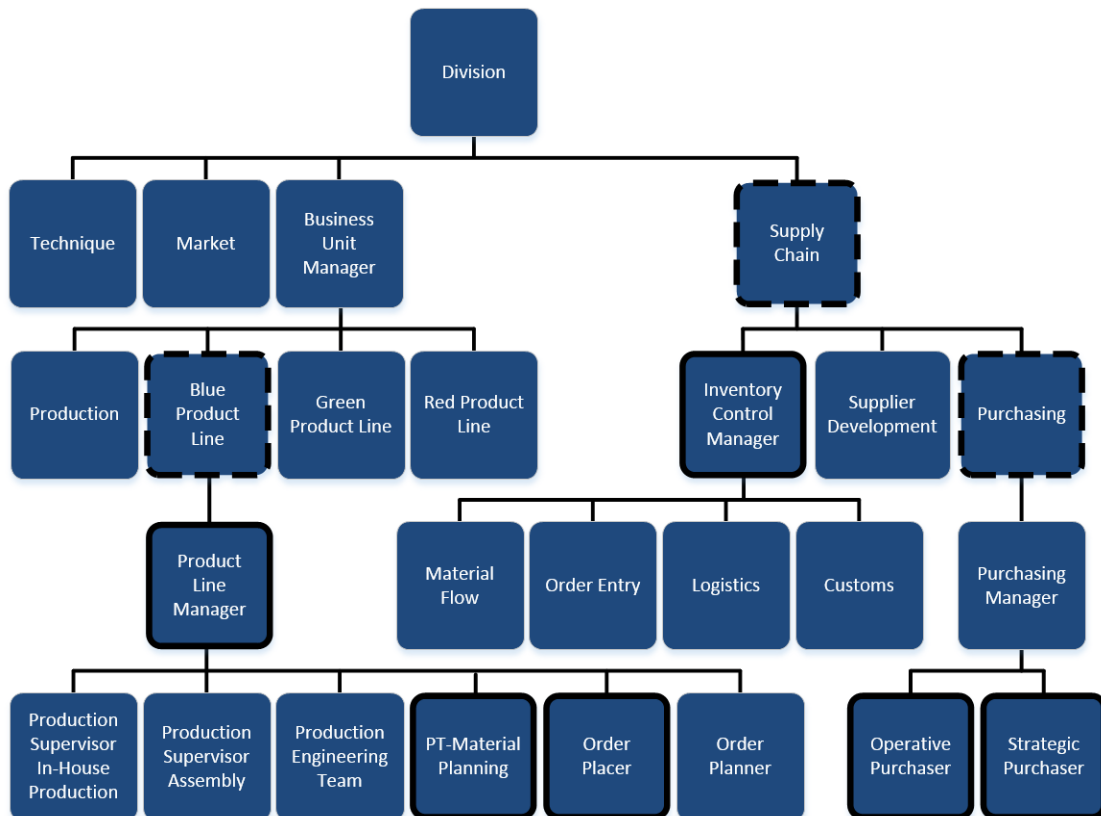 Division
Technique
Market
Business
Unit
Manager
Supply
Chain
Production
Blue
Product
Line
Green
Product Line
Red Product
Line
Inventory
Control
Manager
Supplier
Development
Purchasing
Product
Line
Manager
Material
Flow
Order Entry
Logistics
Customs
Purchasing
Manager
Production
Supervisor
In-House
Production
Production
Supervisor
Assembly
Production
Engineering
Team
PT-Material
Planning
Order
Placer
Order
Planner
Operative
Purchaser
Strategic
Purchaser